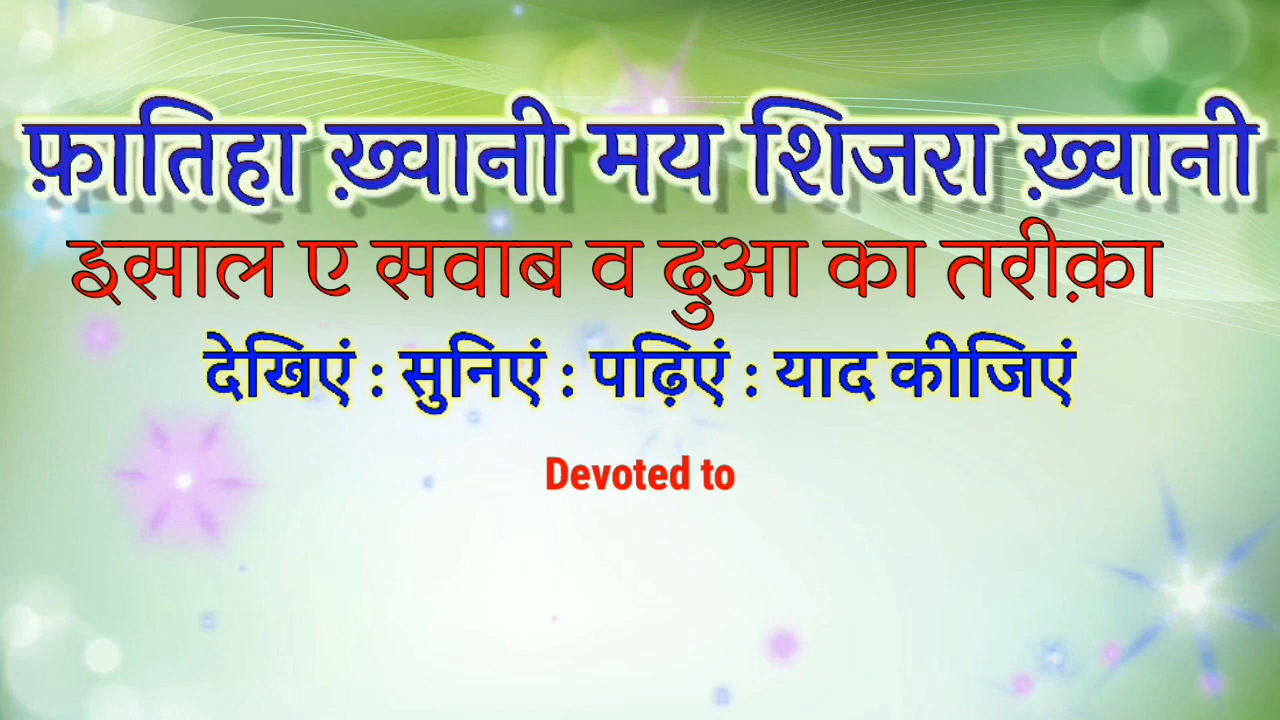 फ़ातिहा ख़्वानी मय शिजरा ख़्वानी
इसाल ए सवाब व दुआ का तरीक़ा
देखिएं : सुनिएं : पढ़िएं : याद कीजिएं
Devoted to